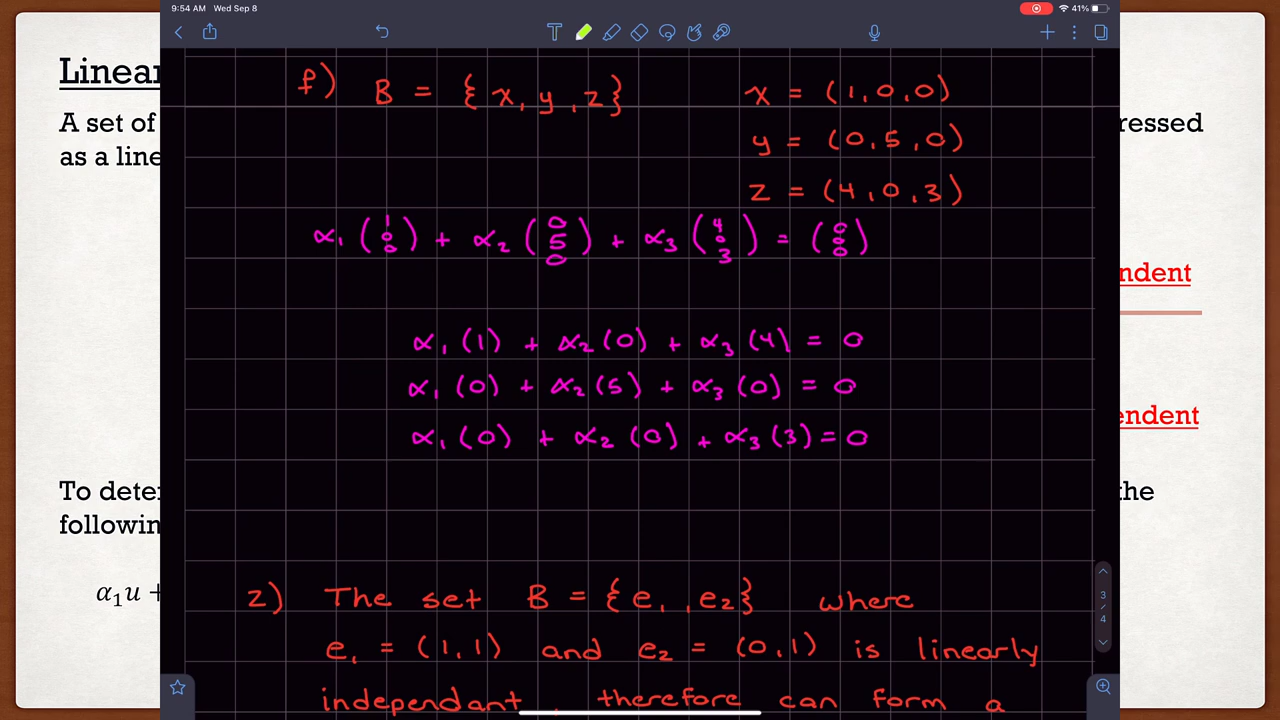 9:54 AM Wed Sep 8
41%
T
Linear
A set of
ressed
as a line
f) B = {x, y, z}
x = (1, 0, 0)
y = (0, 5, 0)
z = (4, 0, 3)
α₁ (1 0 0) + α₂ (0 5 0) + α₃ (4 0 3) = (0 0 0)
ndent
α₁(1) + α₂(0) + α₃(4) = 0
α₁(0) + α₂(5) + α₃(0) = 0
endent
α₁(0) + α₂(0) + α₃(3) = 0
To deter
the
following
α₁u +
2) The set B = {e₁, e₂} where
e₁ = (1, 1) and e₂ = (0, 1) is linearly
independant, therefore can form a
3 / 4